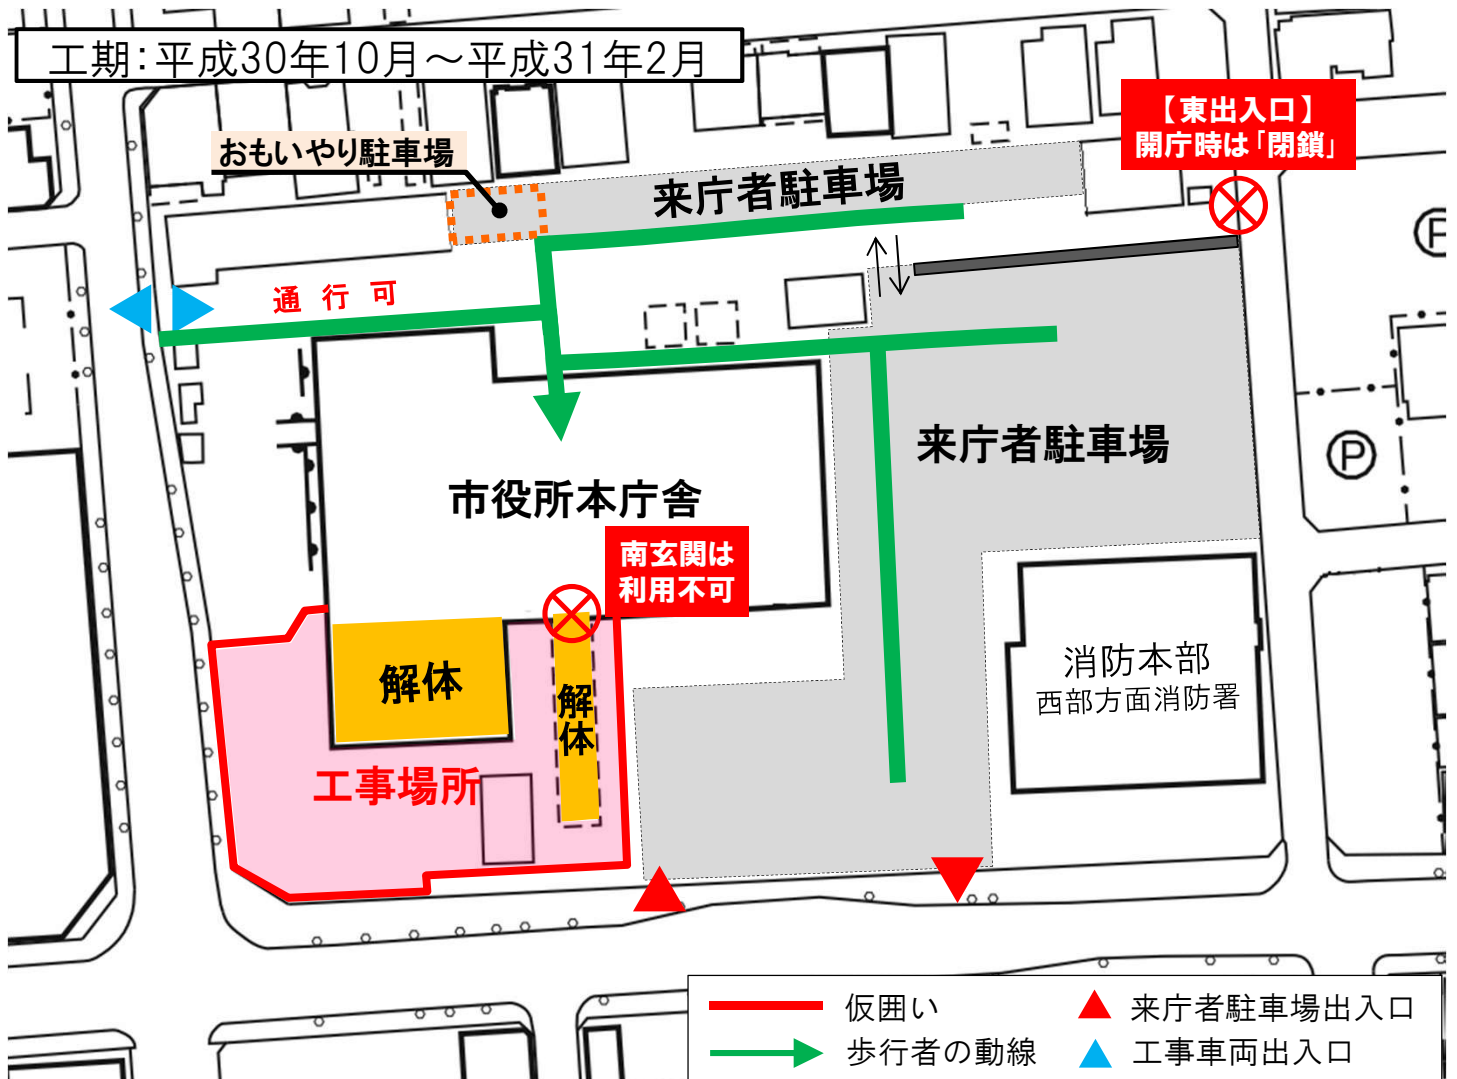 工期：平成30年10月～平成31年2月
【東出入口】
開庁時は「閉鎖」
おもいやり駐車場
来庁者駐車場
通行可
P
来庁者駐車場
P
市役所本庁舎
南玄関は
利用不可
解体
解体
消防本部
西部方面消防署
工事場所
仮囲い
来庁者駐車場出入口
歩行者の動線
工事車両出入口